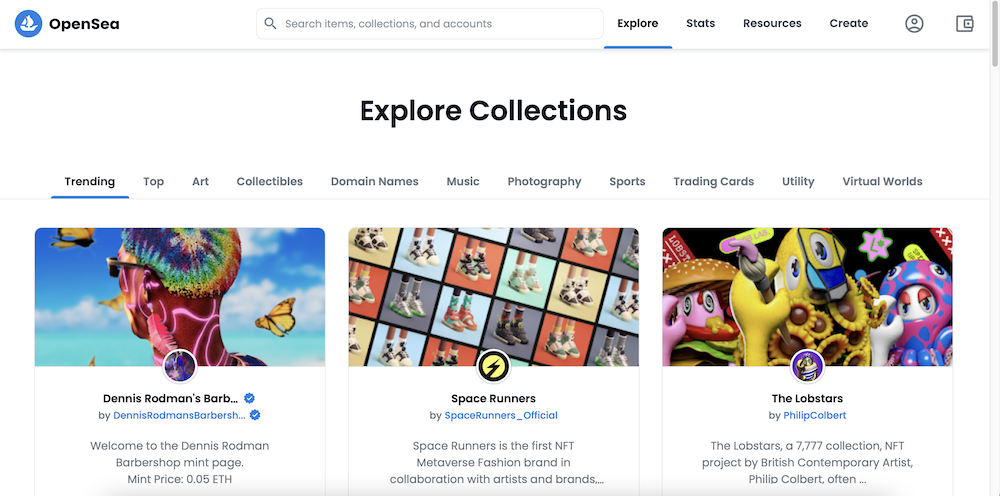 OpenSea
Search items, collections, and accounts
Explore
Stats
Resources
Create
Explore Collections
Trending
Top
Art
Collectibles
Domain Names
Music
Photography
Sports
Trading Cards
Utility
Virtual Worlds
Dennis Rodman's Barb...
by DennisRodmansBarbersh...
Welcome to the Dennis Rodman
Barbershop mint page.
Mint Price: 0.05 ETH
Space Runners
by SpaceRunners_Official
Space Runners is the first NFT
Metaverse Fashion brand in
collaboration with artists and brands,...
The Lobstars
by PhilipColbert
The Lobstars, a 7,777 collection, NFT
project by British Contemporary Artist,
Philip Colbert, often ...